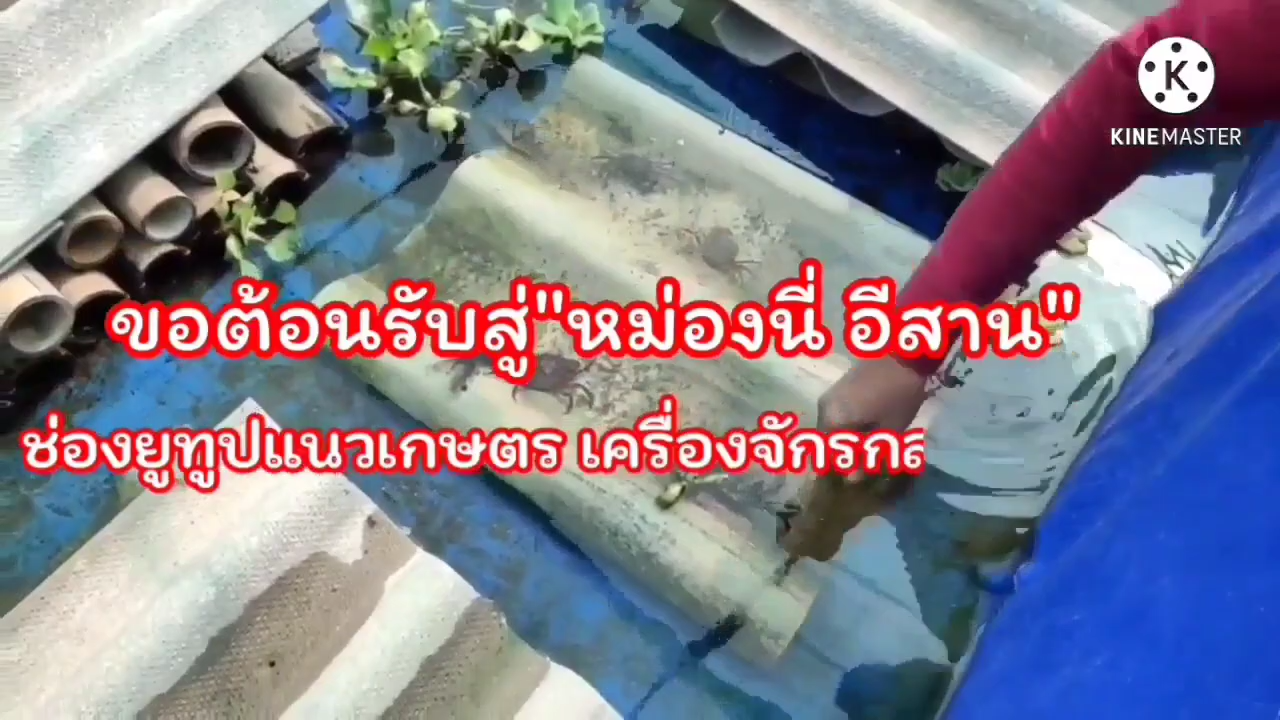 KINEMASTER
ขอต้อนรับสู่"หม่องนี่ อีสาน"
ช่องยูทูปแนวเกษตร เครื่องจักรกล